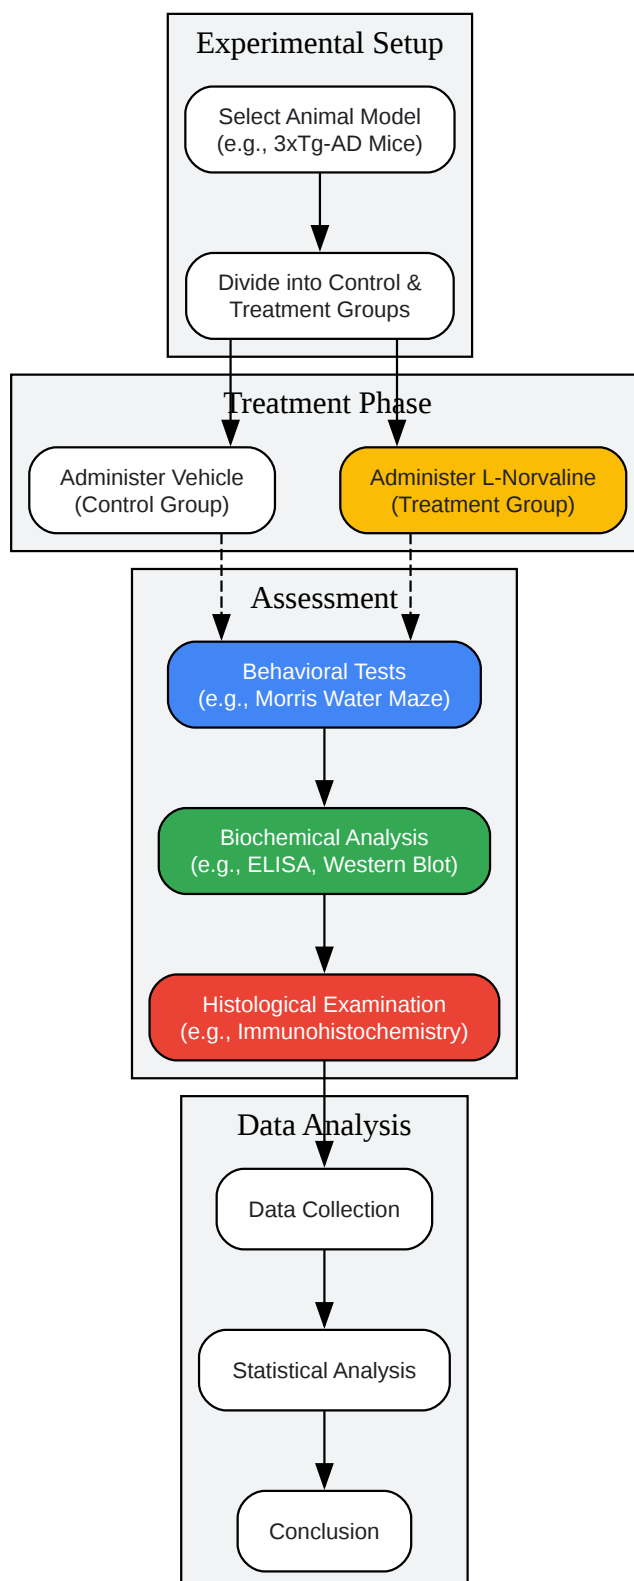 Experimental Setup
Select Animal Model
(e.g., 3xTg-AD Mice)
Divide into Control &
Treatment Groups
Treatment Phase
Administer Vehicle
(Control Group)
Administer L-Norvaline
(Treatment Group)
Assessment
Behavioral Tests
(e.g., Morris Water Maze)
Biochemical Analysis
(e.g., ELISA, Western Blot)
Histological Examination
(e.g., Immunohistochemistry)
Data Analysis
Data Collection
Statistical Analysis
Conclusion